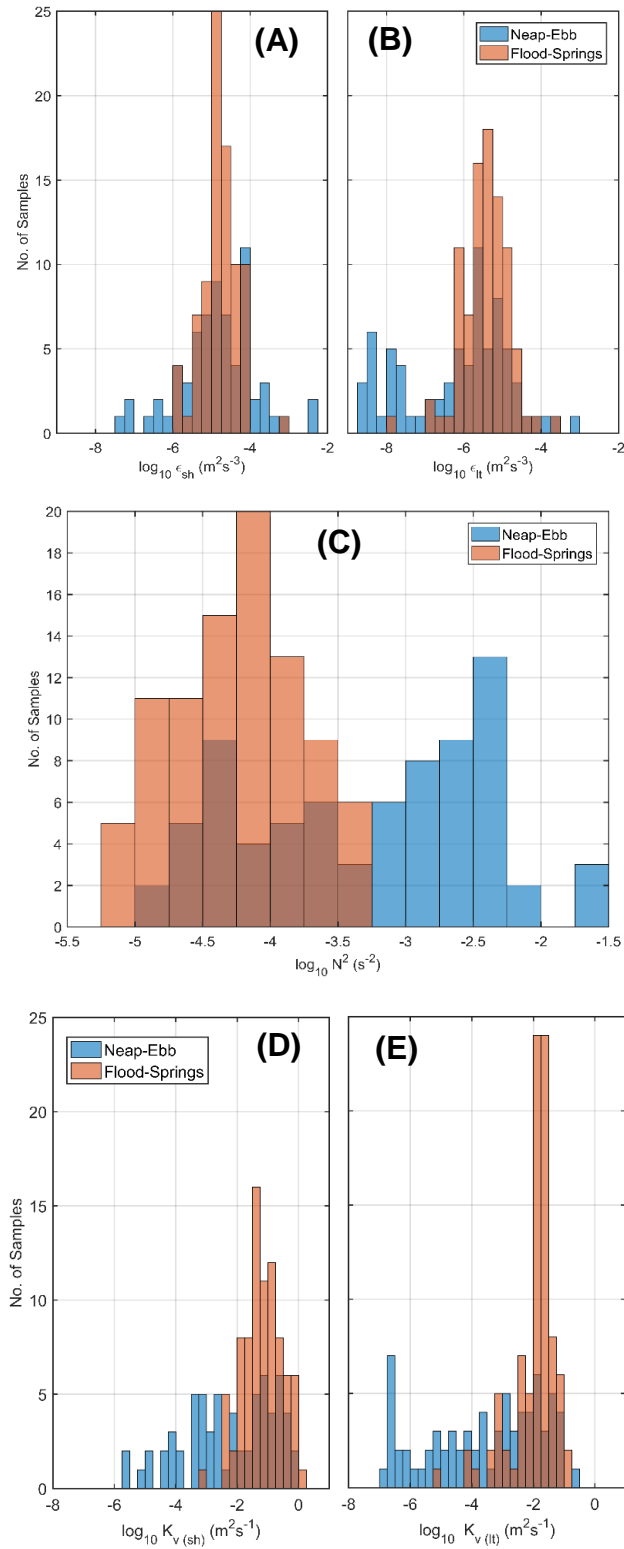 25
20
15
10
5
0
No. of Samples
(A)
-8
-6
-4
-2
log₁₀ ϵₛₕ (m²s⁻³)
(B)
Neap-Ebb
Flood-Springs
-8
-6
-4
-2
log₁₀ ϵₗₜ (m²s⁻³)
20
18
16
14
12
10
8
6
4
2
0
No. of Samples
(C)
Neap-Ebb
Flood-Springs
-5.5
-5
-4.5
-4
-3.5
-3
-2.5
-2
-1.5
log₁₀ N² (s⁻²)
25
20
15
10
5
0
No. of Samples
Neap-Ebb
Flood-Springs
(D)
-8
-6
-4
-2
0
log₁₀ Kᵥ ₍ₛₕ₎ (m²s⁻¹)
(E)
-8
-6
-4
-2
0
log₁₀ Kᵥ ₍ₗₜ₎ (m²s⁻¹)